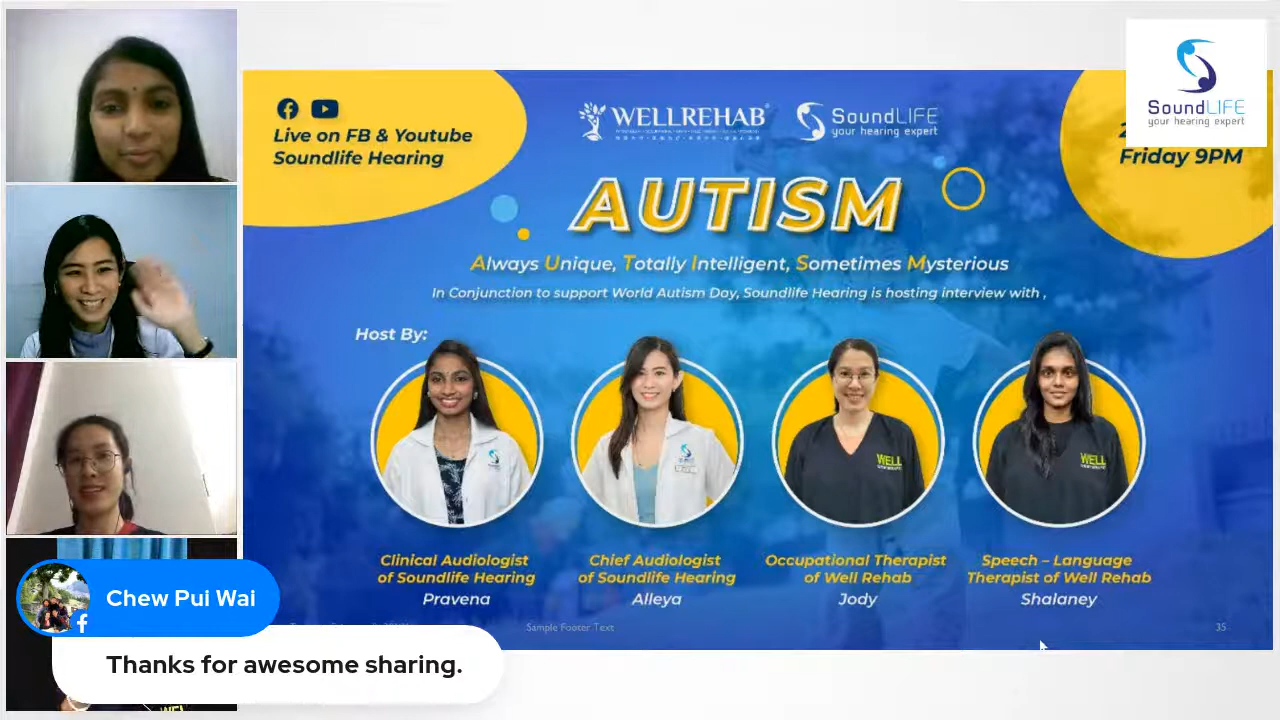 Live on FB & Youtube
Soundlife Hearing
WELLREHAB
SoundLIFE
your hearing expert
SoundLIFE
your hearing expert
Friday 9PM
AUTISM
Always Unique, Totally Intelligent, Sometimes Mysterious
In Conjunction to support World Autism Day, Soundlife Hearing is hosting interview with ,
Host By:
WELL
WELL
Clinical Audiologist
of Soundlife Hearing
Pravena
Chief Audiologist
of Soundlife Hearing
Alleya
Occupational Therapist
of Well Rehab
Jody
Speech – Language
Therapist of Well Rehab
Shalaney
Sample Footer Text
35
Chew Pui Wai
Thanks for awesome sharing.
WELL